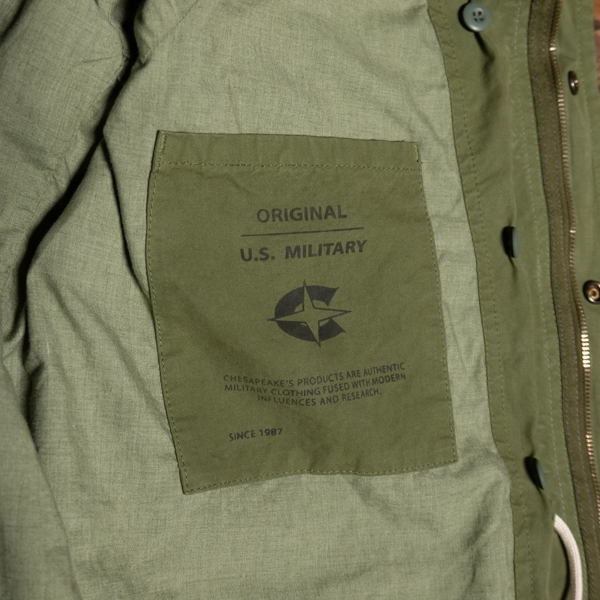 ORIGINAL
U.S. MILITARY
CHESAPEAKE'S PRODUCTS ARE AUTHENTIC
MILITARY CLOTHING FUSED WITH MODERN
INFLUENCES AND RESEARCH.
SINCE 1987